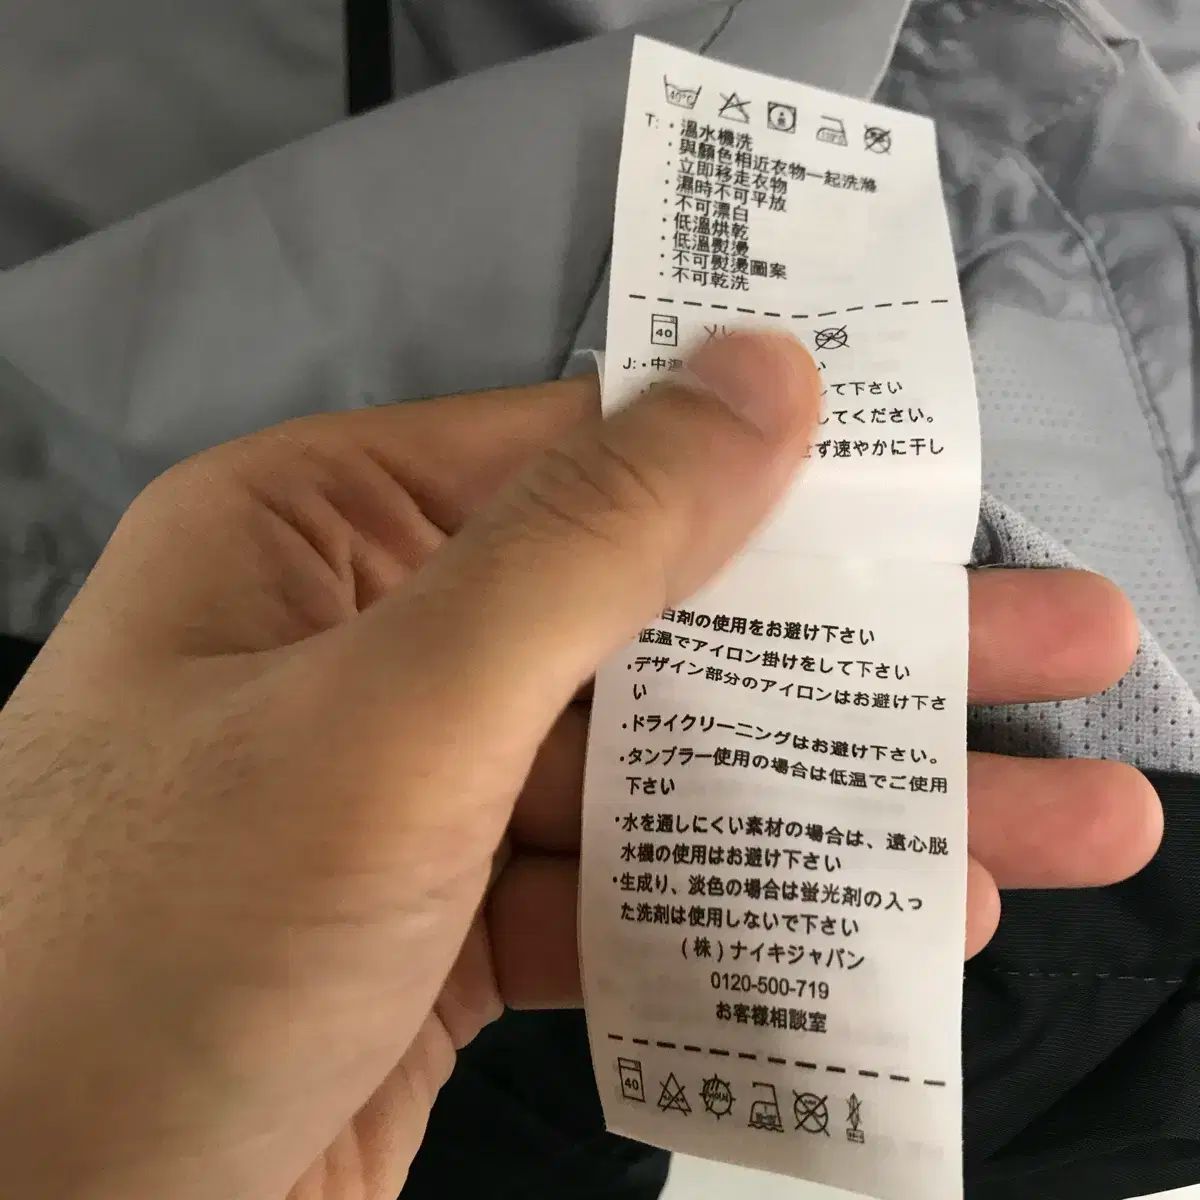 40°C
T: ·溫水機洗
·與顏色相近衣物一起洗滌
·立即移走衣物
·濕時不可平放
·不可漂白
·低溫烘乾
·低溫熨燙
·不可熨燙圖案
·不可乾洗
40
J: ·中温 い
して下さい
してください。
せず速やかに干し
白剤の使用をお避け下さい
·低温でアイロン掛けをして下さい
·デザイン部分のアイロンはお避け下さ
い
·ドライクリーニングはお避け下さい。
·タンブラー使用の場合は低温でご使用
下さい
·水を通しにくい素材の場合は、遠心脱
水機の使用はお避け下さい
·生成り、淡色の場合は蛍光剤の入っ
た洗剤は使用しないで下さい
(株)ナイキジャパン
0120-500-719
お客様相談室
40